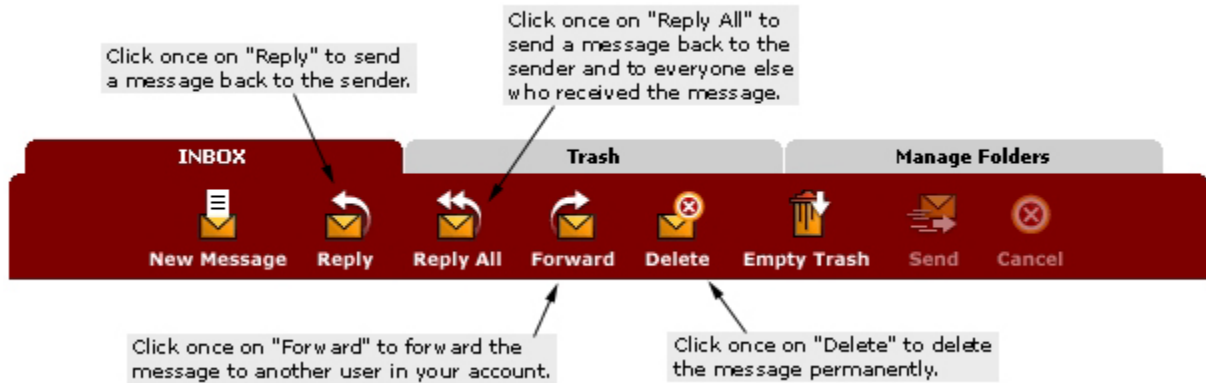 Click once on "Reply" to send
a message back to the sender.
Click once on "Reply All" to
send a message back to the
sender and to everyone else
who received the message.
INBOX
Trash
Manage Folders
New Message
Reply
Reply All
Forward
Delete
Empty Trash
Send
Cancel
Click once on "Forward" to forward the
message to another user in your account.
Click once on "Delete" to delete
the message permanently.